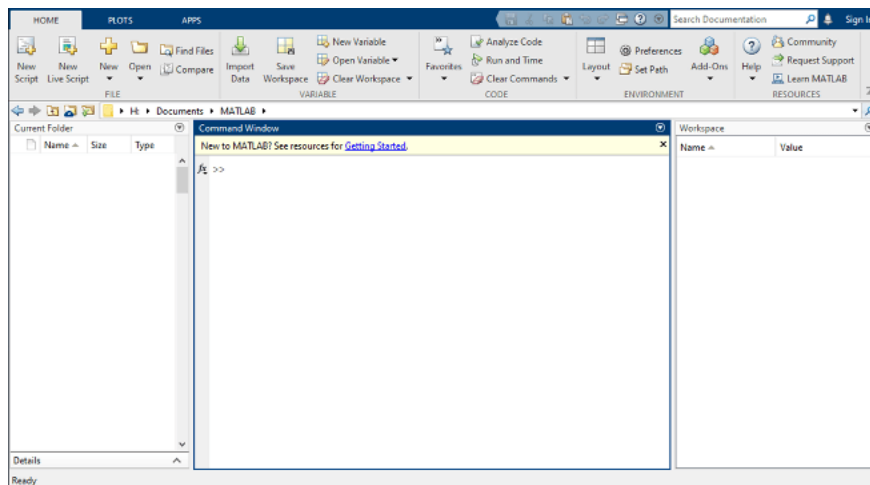 HOME PLOTS APPS Search Documentation Sign In
New Script
New Live Script
New
Open
Find Files
Compare
FILE
Import Data
Save Workspace
New Variable
Open Variable
Clear Workspace
VARIABLE
Favorites
Analyze Code
Run and Time
Clear Commands
CODE
Layout
Preferences
Set Path
Add-Ons
ENVIRONMENT
Help
Community
Request Support
Learn MATLAB
RESOURCES
H: Documents MATLAB
Current Folder
Name Size Type
Details
Command Window
New to MATLAB? See resources for Getting Started.
fx >>
Workspace
Name Value
Ready